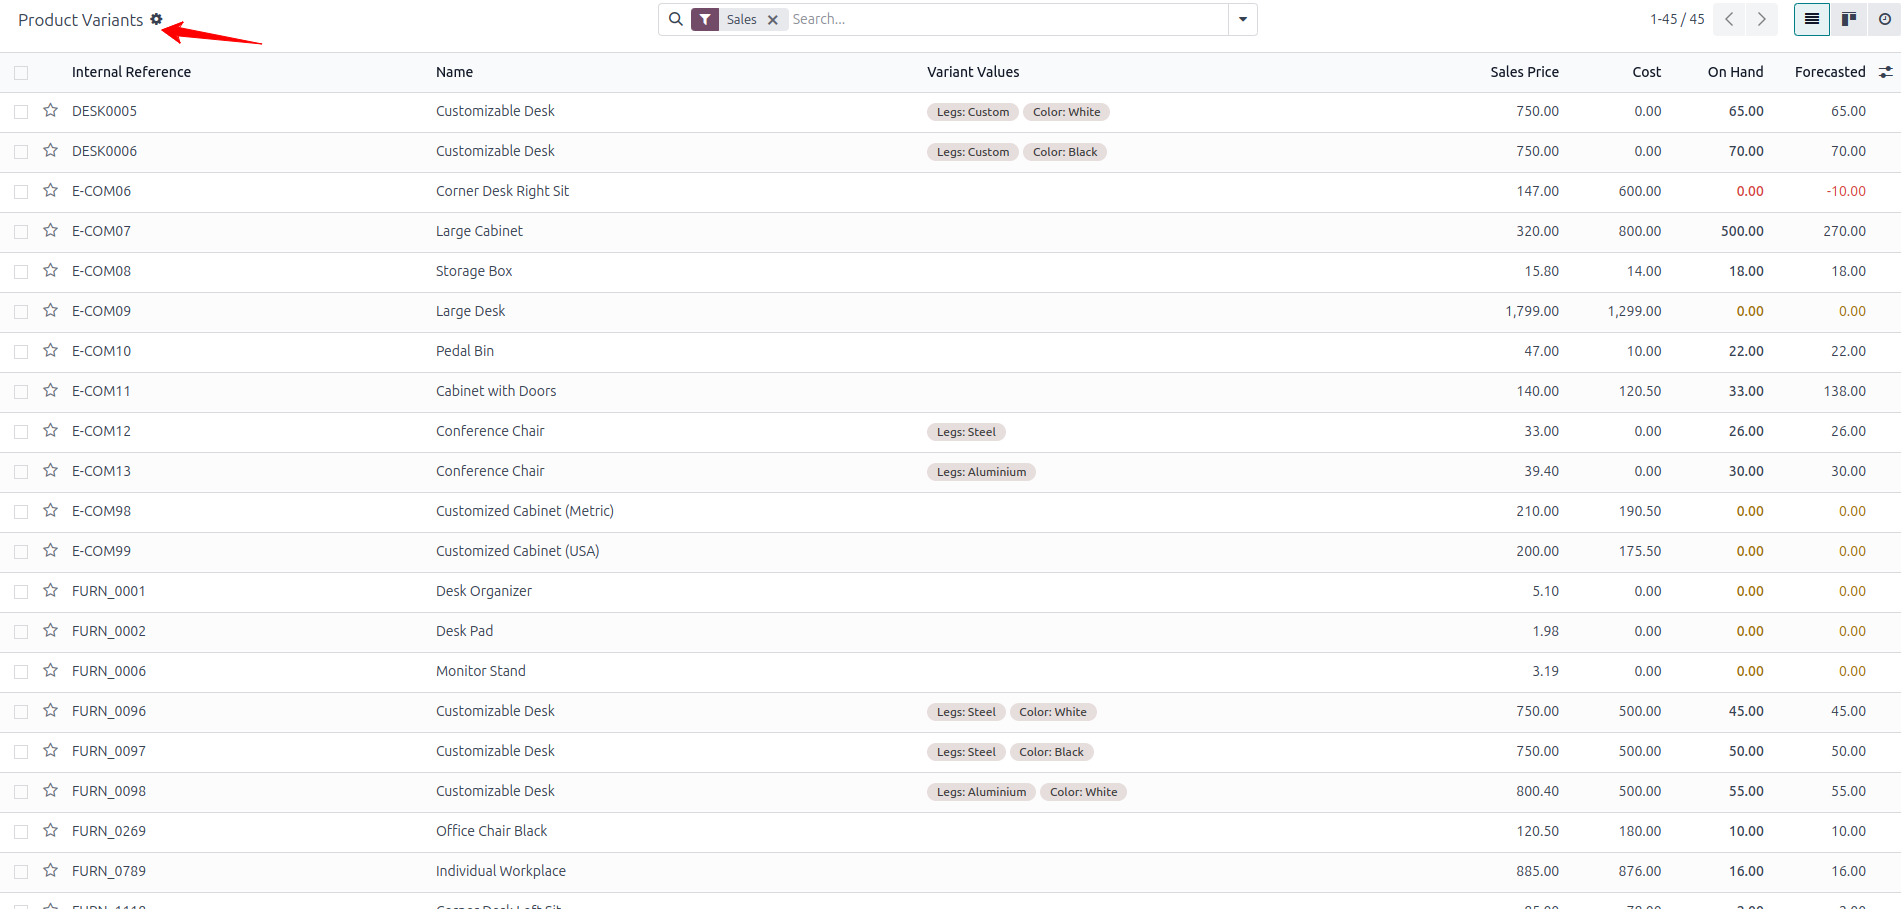 Product Variants
Sales
Search...
1-45 / 45
Internal Reference Name Variant Values Sales Price Cost On Hand Forecasted
DESK0005 Customizable Desk Legs: Custom Color: White 750.00 0.00 65.00 65.00
DESK0006 Customizable Desk Legs: Custom Color: Black 750.00 0.00 70.00 70.00
E-COM06 Corner Desk Right Sit 147.00 600.00 0.00 -10.00
E-COM07 Large Cabinet 320.00 800.00 500.00 270.00
E-COM08 Storage Box 15.80 14.00 18.00 18.00
E-COM09 Large Desk 1,799.00 1,299.00 0.00 0.00
E-COM10 Pedal Bin 47.00 10.00 22.00 22.00
E-COM11 Cabinet with Doors 140.00 120.50 33.00 138.00
E-COM12 Conference Chair Legs: Steel 33.00 0.00 26.00 26.00
E-COM13 Conference Chair Legs: Aluminium 39.40 0.00 30.00 30.00
E-COM98 Customized Cabinet (Metric) 210.00 190.50 0.00 0.00
E-COM99 Customized Cabinet (USA) 200.00 175.50 0.00 0.00
FURN_0001 Desk Organizer 5.10 0.00 0.00 0.00
FURN_0002 Desk Pad 1.98 0.00 0.00 0.00
FURN_0006 Monitor Stand 3.19 0.00 0.00 0.00
FURN_0096 Customizable Desk Legs: Steel Color: White 750.00 500.00 45.00 45.00
FURN_0097 Customizable Desk Legs: Steel Color: Black 750.00 500.00 50.00 50.00
FURN_0098 Customizable Desk Legs: Aluminium Color: White 800.40 500.00 55.00 55.00
FURN_0269 Office Chair Black 120.50 180.00 10.00 10.00
FURN_0789 Individual Workplace 885.00 876.00 16.00 16.00